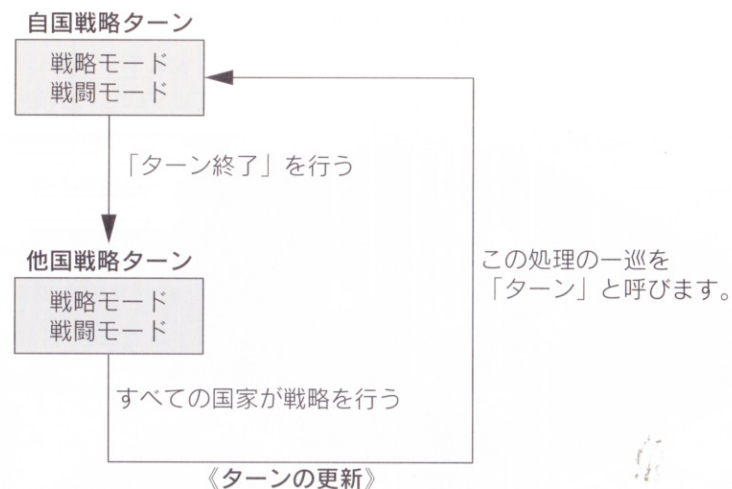 自国戦略ターン
戦略モード
戦闘モード
「ターン終了」を行う
他国戦略ターン
戦略モード
戦闘モード
この処理の一巡を
「ターン」と呼びます。
すべての国家が戦略を行う
《ターンの更新》